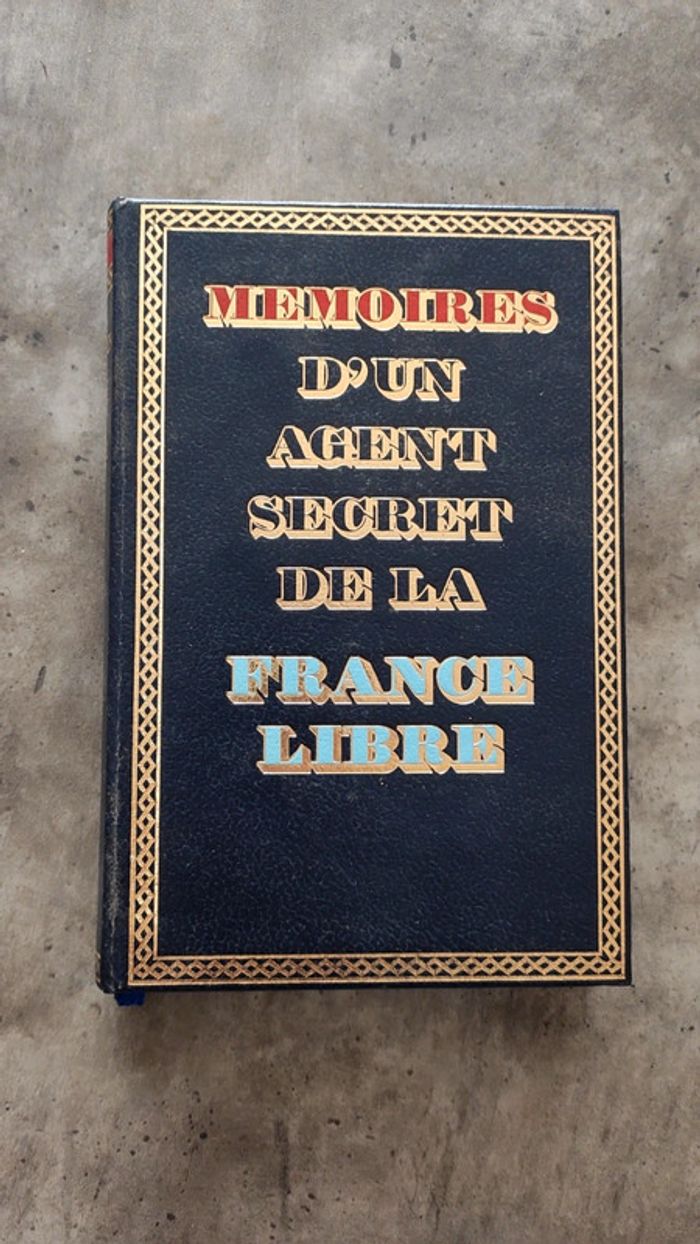 MEMOIRES
D'UN
AGENT
SECRET
DE LA
FRANCE
LIBRE